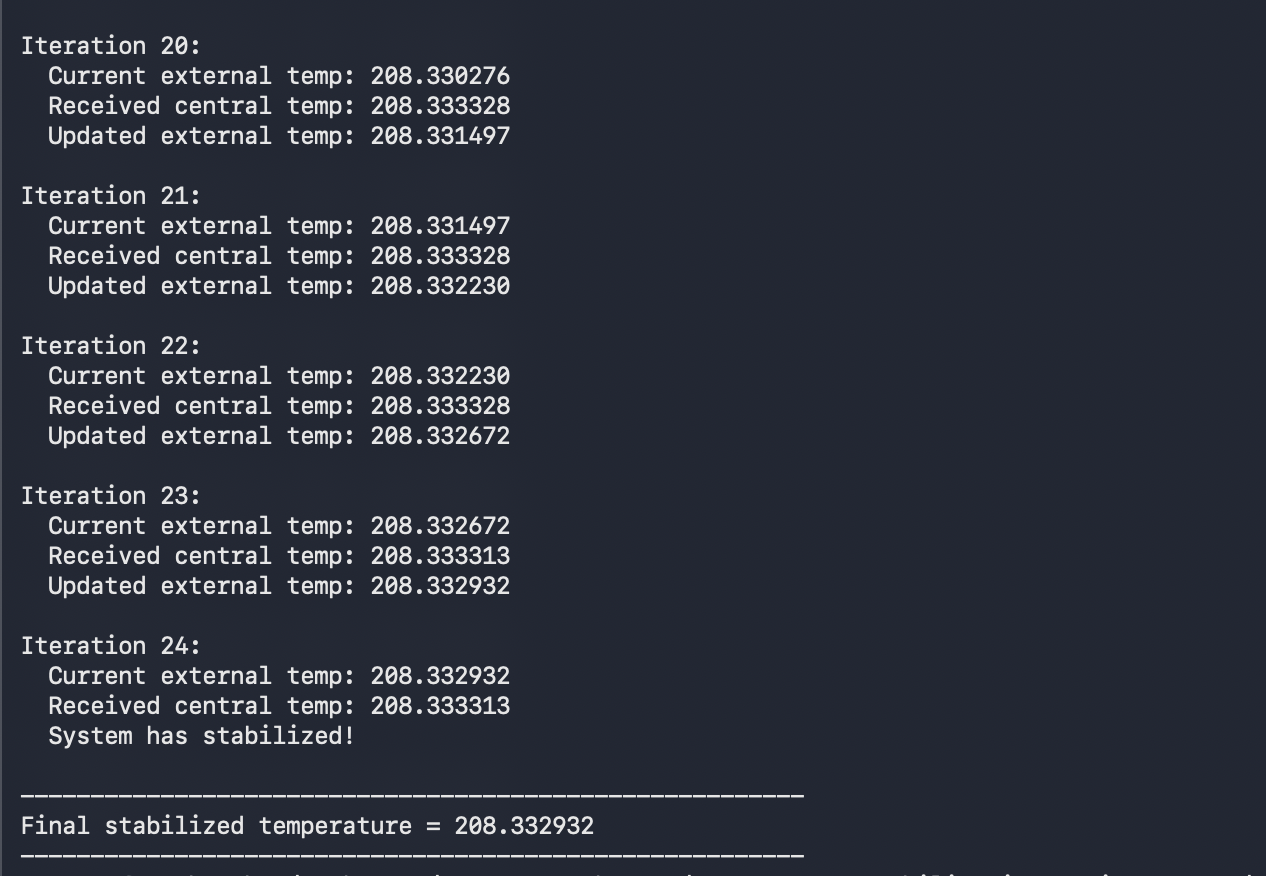 Iteration 20:
Current external temp: 208.330276
Received central temp: 208.333328
Updated external temp: 208.331497
Iteration 21:
Current external temp: 208.331497
Received central temp: 208.333328
Updated external temp: 208.332230
Iteration 22:
Current external temp: 208.332230
Received central temp: 208.333328
Updated external temp: 208.332672
Iteration 23:
Current external temp: 208.332672
Received central temp: 208.333313
Updated external temp: 208.332932
Iteration 24:
Current external temp: 208.332932
Received central temp: 208.333313
System has stabilized!
--------------------------------------------------------
Final stabilized temperature = 208.332932
--------------------------------------------------------